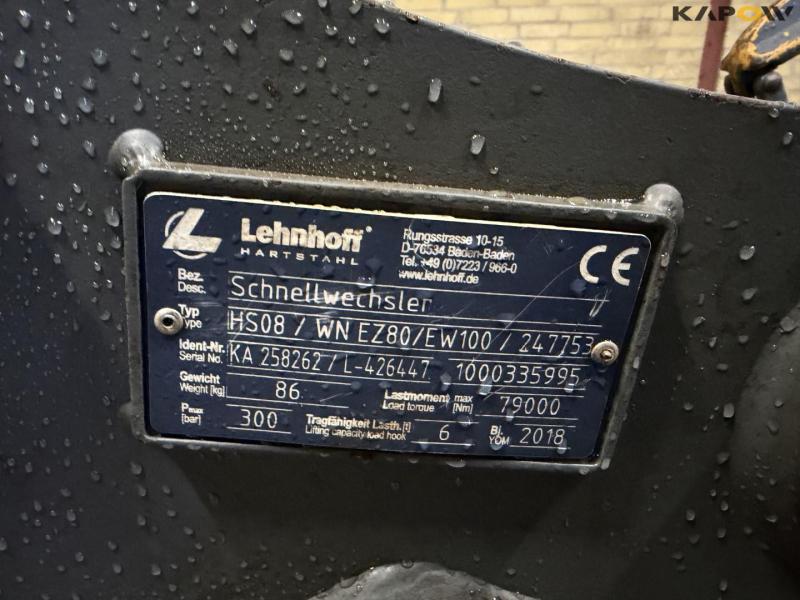 KAPOW
Lehnhoff®
HARTSTAHL
Rungsstrasse 10-15
D-76534 Baden-Baden
Tel. +49 (0)7223 / 966-0
www.lehnhoff.de
CE
Bez.
Desc. Schnellwechsler
Typ
Type HS08 / WN EZ80/EW100 / 247753
Ident-Nr.
Serial No. KA 258262 / L-426447 1000335995
Gewicht
Weight [kg] 86
Lastmoment max
Load torque [Nm] 79000
Pmax
[bar] 300
Tragfähigkeit Lasth. [t]
Lifting capacity load hook 6
Bj.
YOM 2018